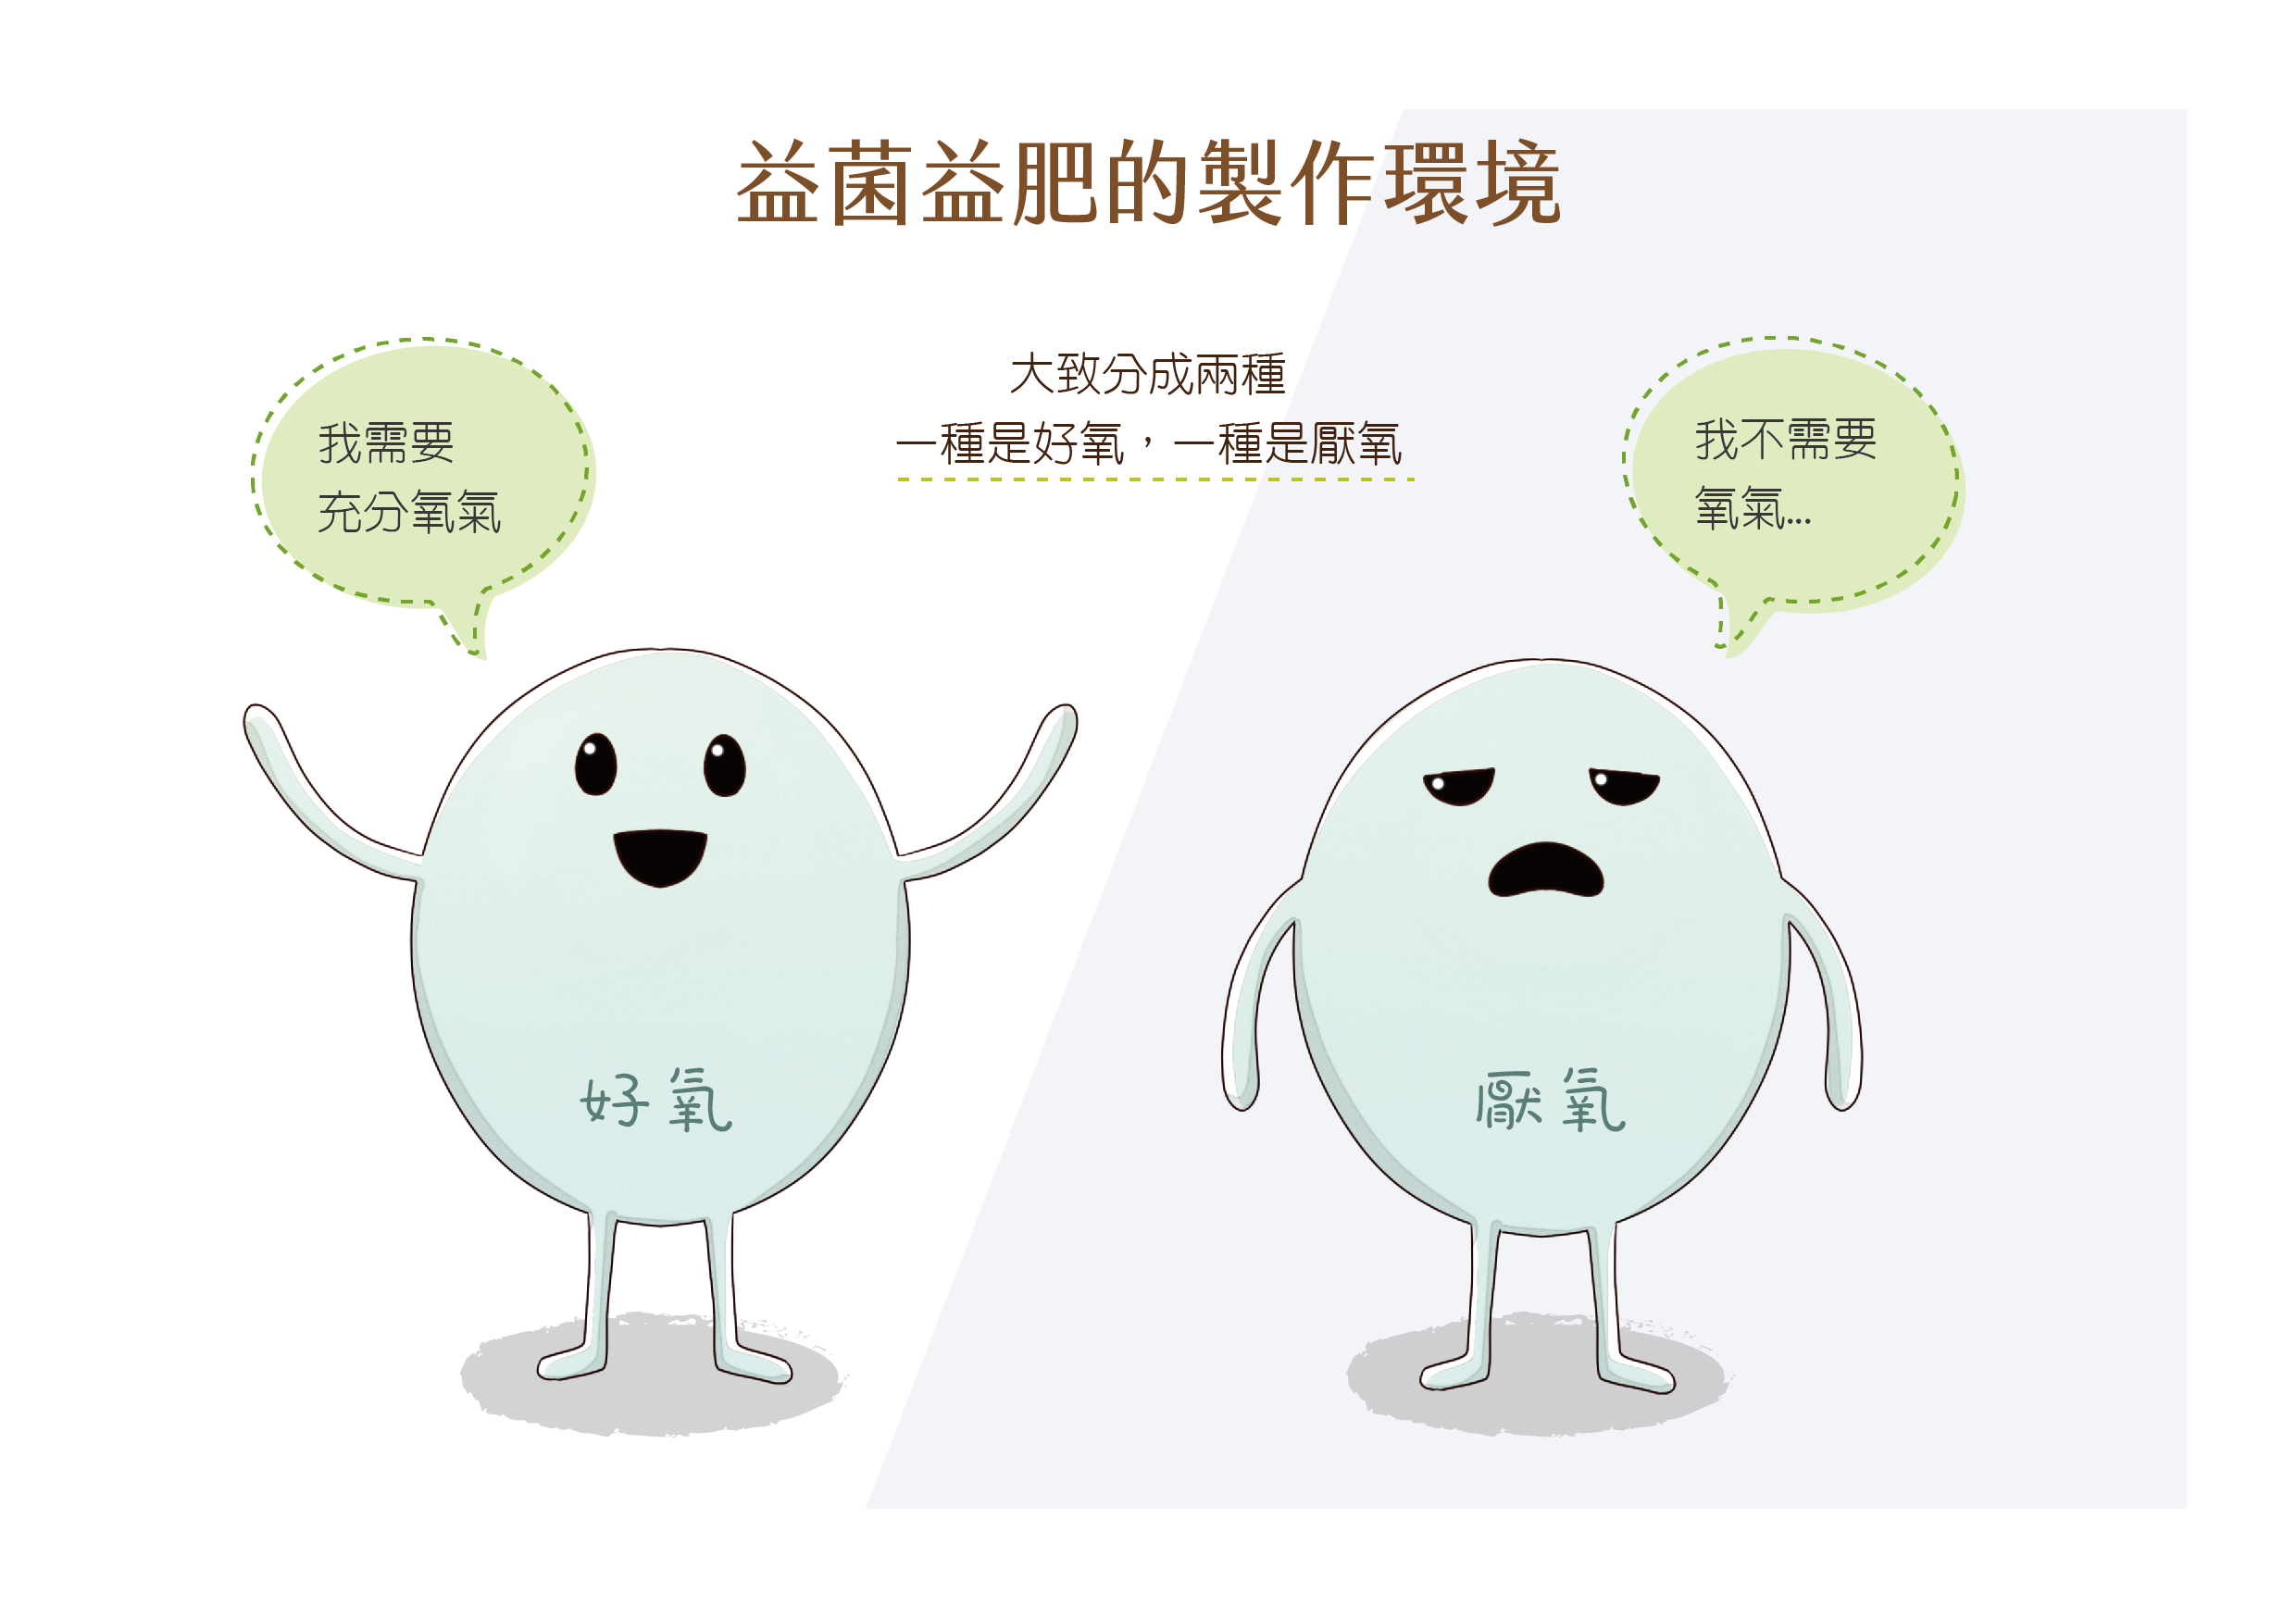 益菌益肥的製作環境
大致分成兩種
一種是好氧，一種是厭氧
我需要
充分氧氣
我不需要
氧氣...
好氧
厭氧